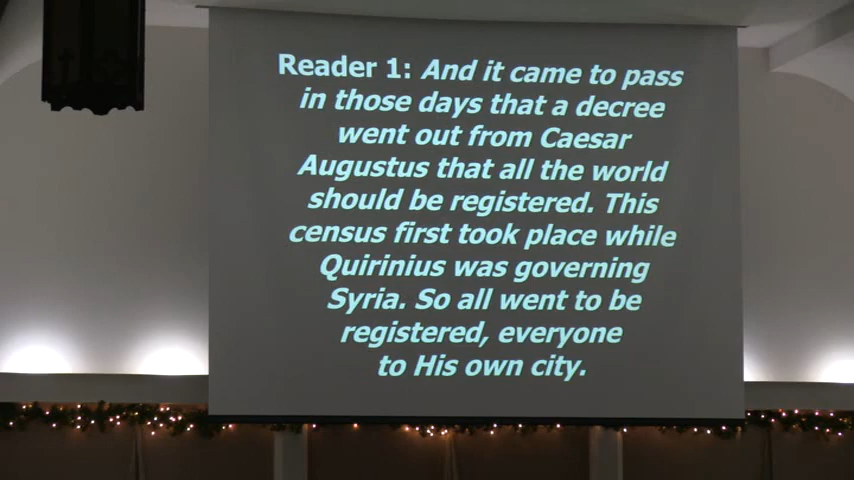 Reader 1: And it came to pass
in those days that a decree
went out from Caesar
Augustus that all the world
should be registered. This
census first took place while
Quirinius was governing
Syria. So all went to be
registered, everyone
to His own city.